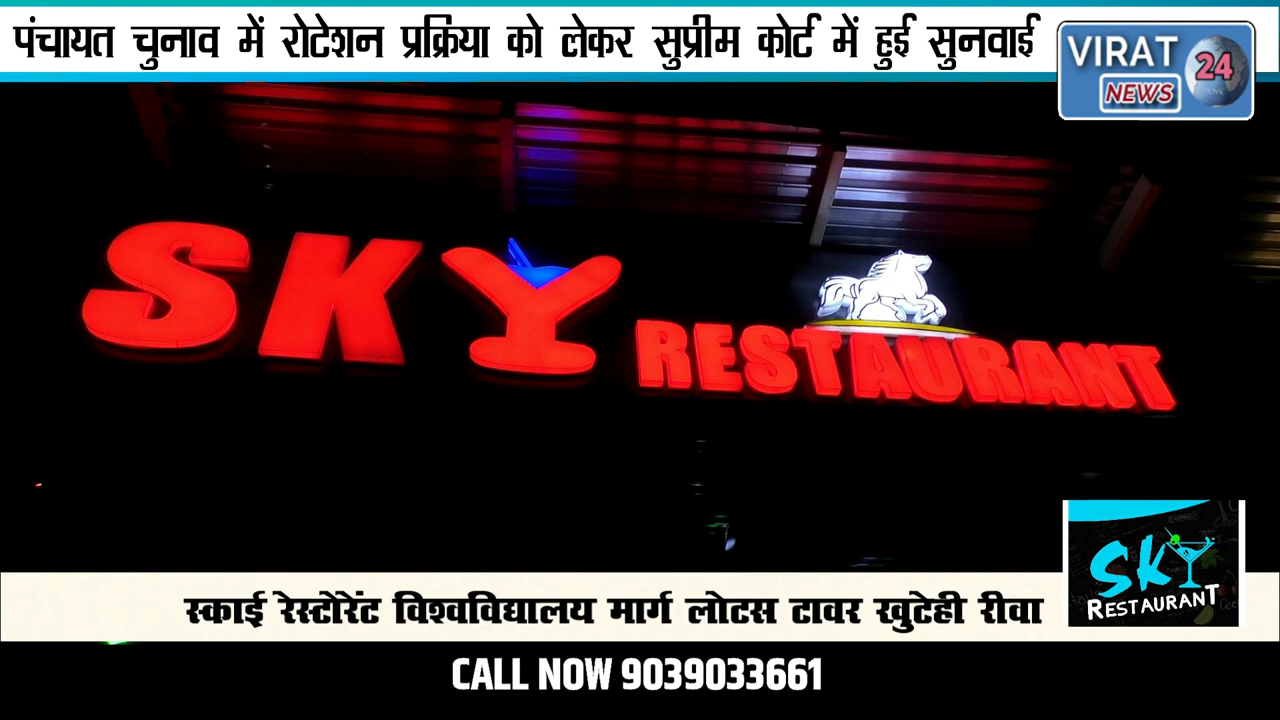 पंचायत चुनाव में रोटेशन प्रक्रिया को लेकर सुप्रीम कोर्ट में हुई सुनवाई
VIRAT
24
NEWS
SKY RESTAURANT
SKY
RESTAURANT
स्काई रेस्टोरेंट विश्वविद्यालय मार्ग लोटस टावर खुटेही रीवा
CALL NOW 9039033661